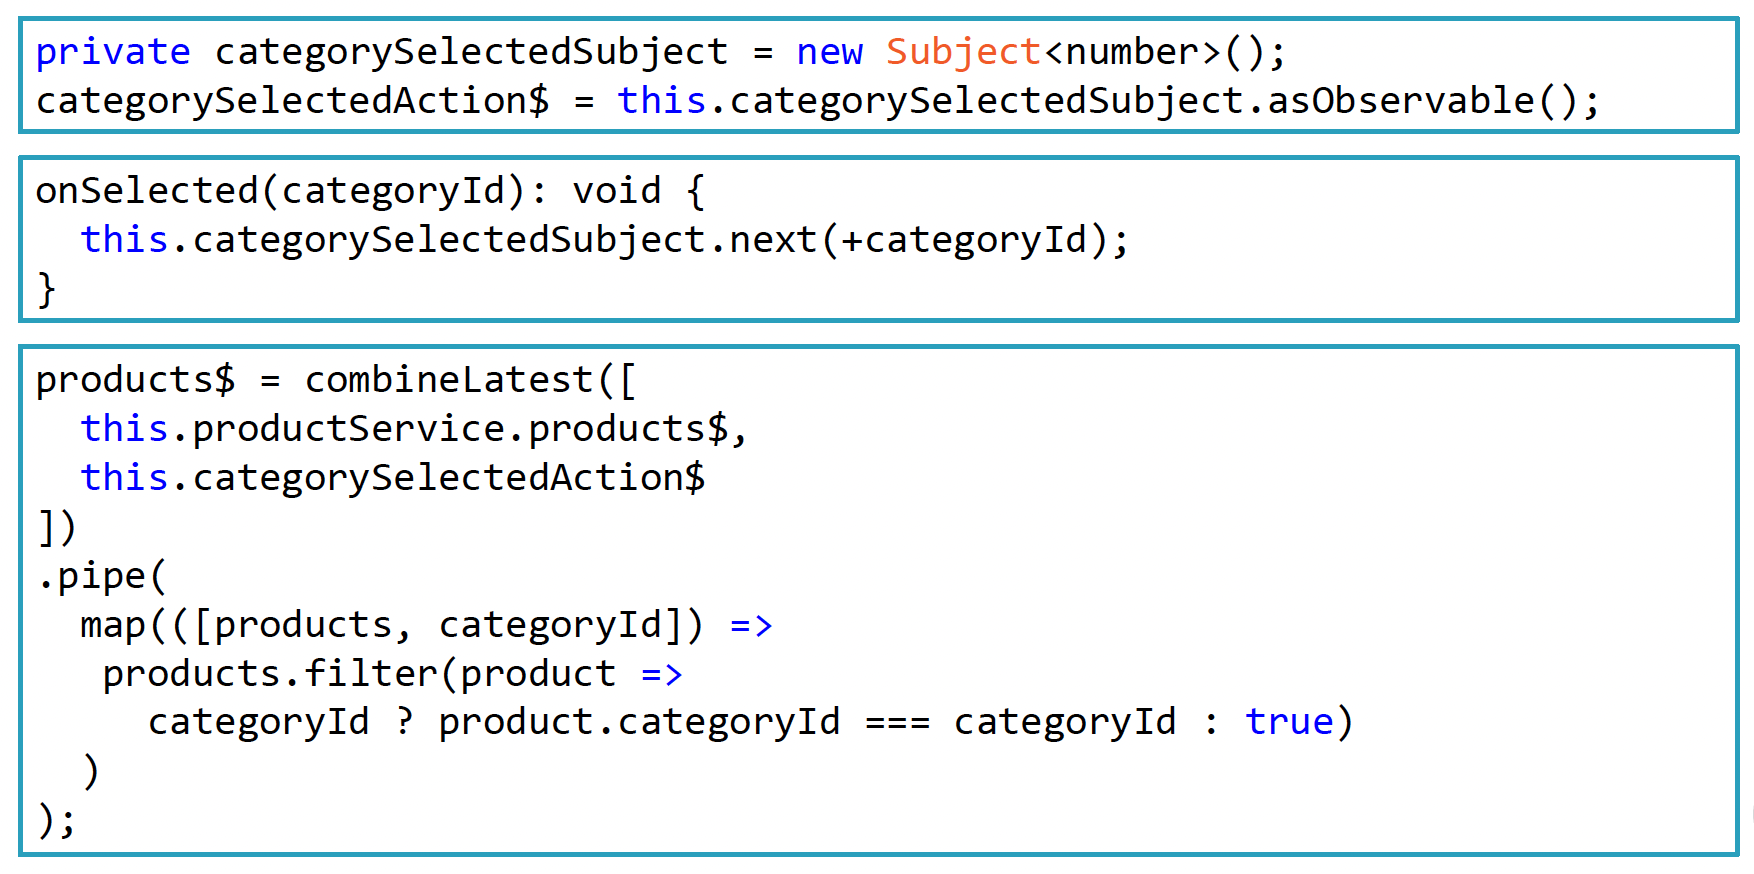 private categorySelectedSubject = new Subject<number>();
categorySelectedAction$ = this.categorySelectedSubject.asObservable();
onSelected(categoryId): void {
  this.categorySelectedSubject.next(+categoryId);
}
products$ = combineLatest([
  this.productService.products$,
  this.categorySelectedAction$
])
.pipe(
  map(([products, categoryId]) =>
   products.filter(product =>
     categoryId ? product.categoryId === categoryId : true)
  )
);